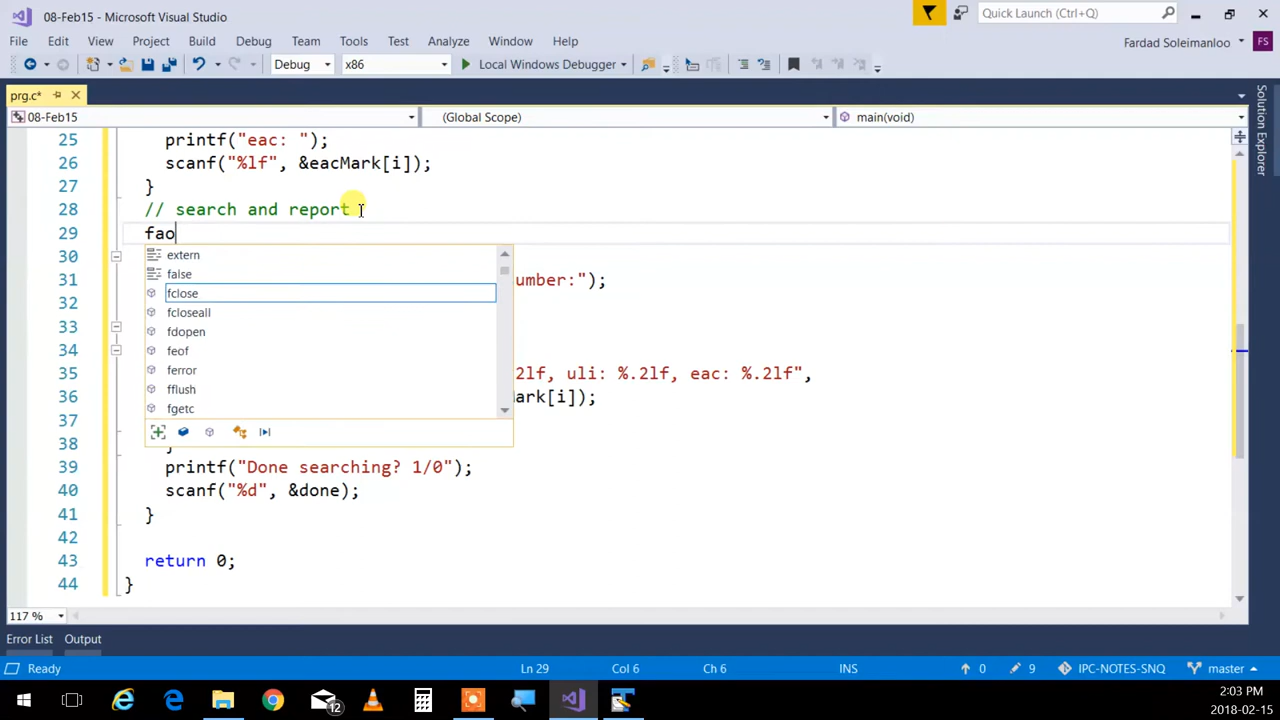 08-Feb15 - Microsoft Visual Studio
Quick Launch (Ctrl+Q)
File Edit View Project Build Debug Team Tools Test Analyze Window Help
Fardad Soleimanloo FS
Debug x86 Local Windows Debugger
prg.c*
08-Feb15 (Global Scope) main(void)
Solution Explorer
25 printf("eac: ");
26 scanf("%lf", &eacMark[i]);
27 }
28 // search and report
29 fao
30 extern
false
31 umber:");
fclose
32 fcloseall
33 fdopen
34 feof
35 ferror 2lf, uli: %.2lf, eac: %.2lf",
36 fflush ark[i]);
37 fgetc
38 }
39 printf("Done searching? 1/0");
40 scanf("%d", &done);
41 }
42
43 return 0;
44 }
117 %
Error List Output
Ready Ln 29 Col 6 Ch 6 INS 0 9 IPC-NOTES-SNQ master
12
2:03 PM
2018-02-15